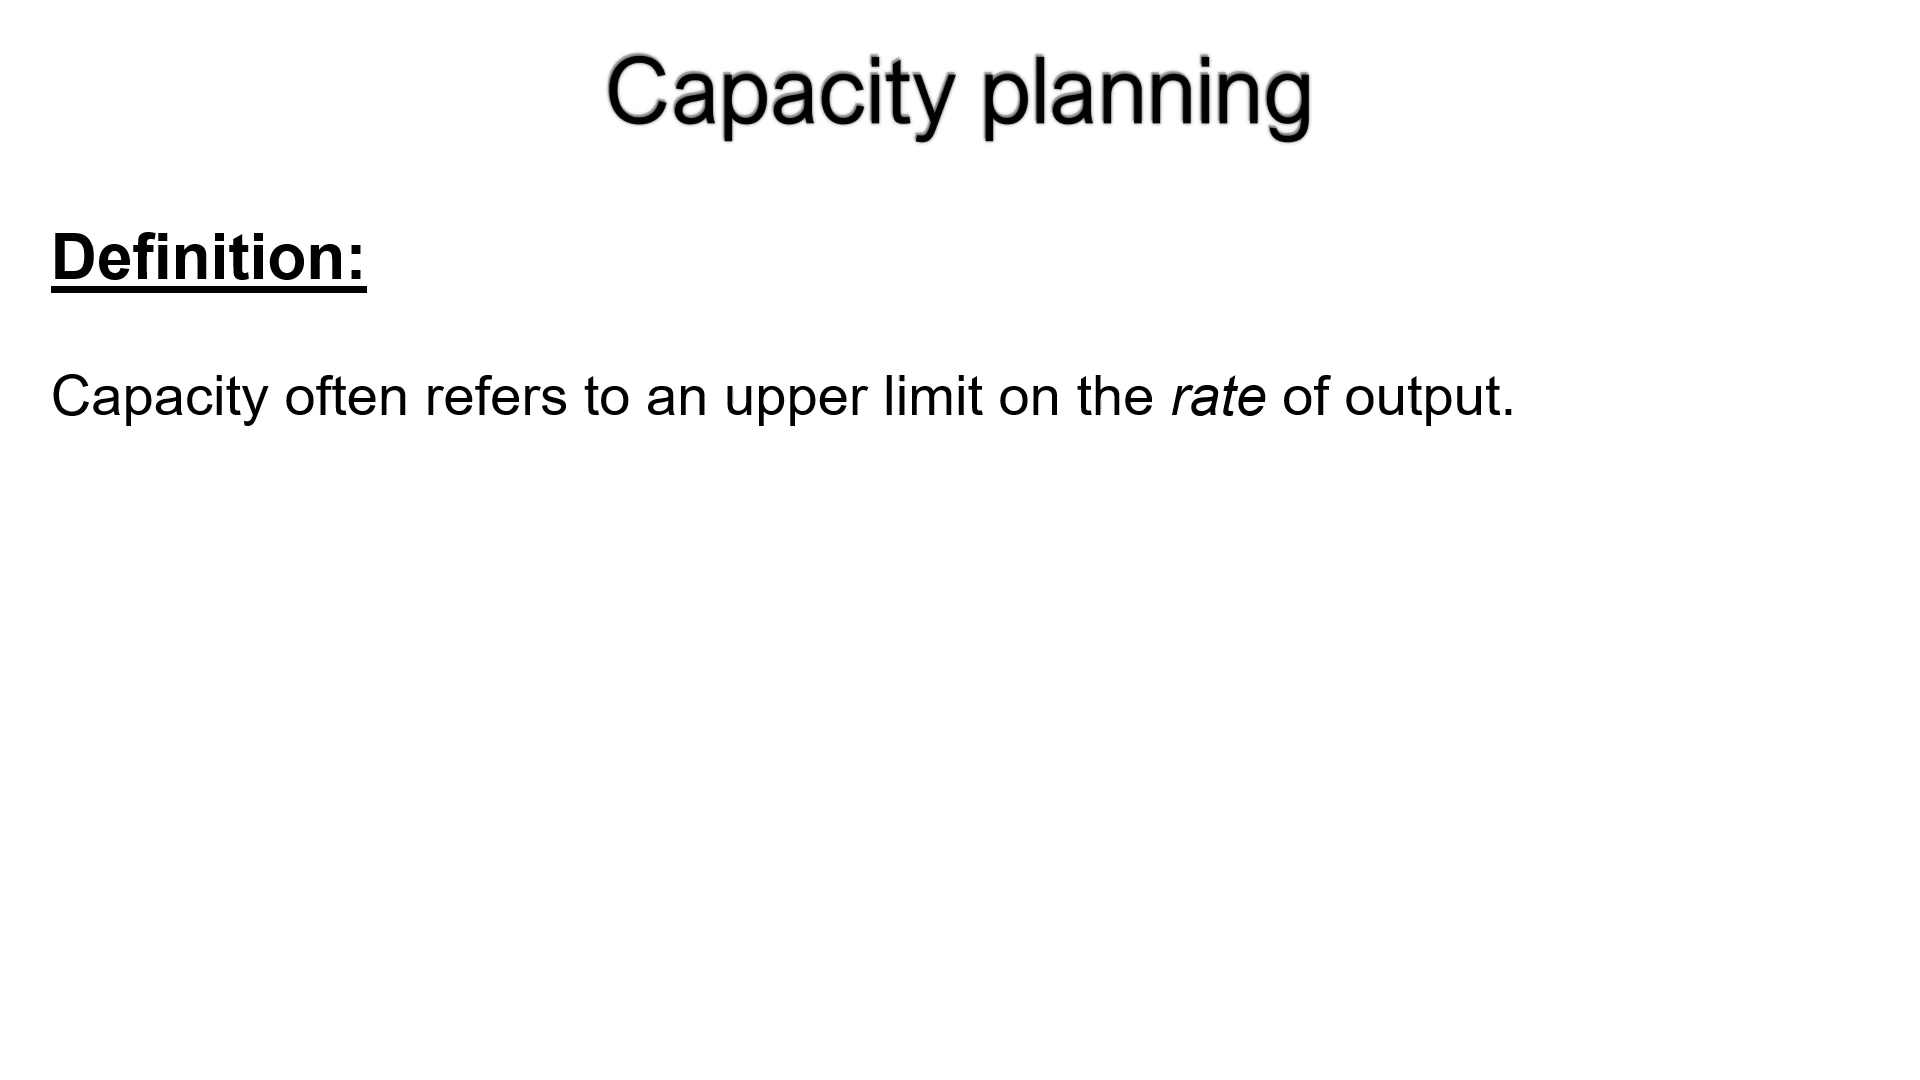 Capacity planning
Definition:
Capacity often refers to an upper limit on the rate of output.